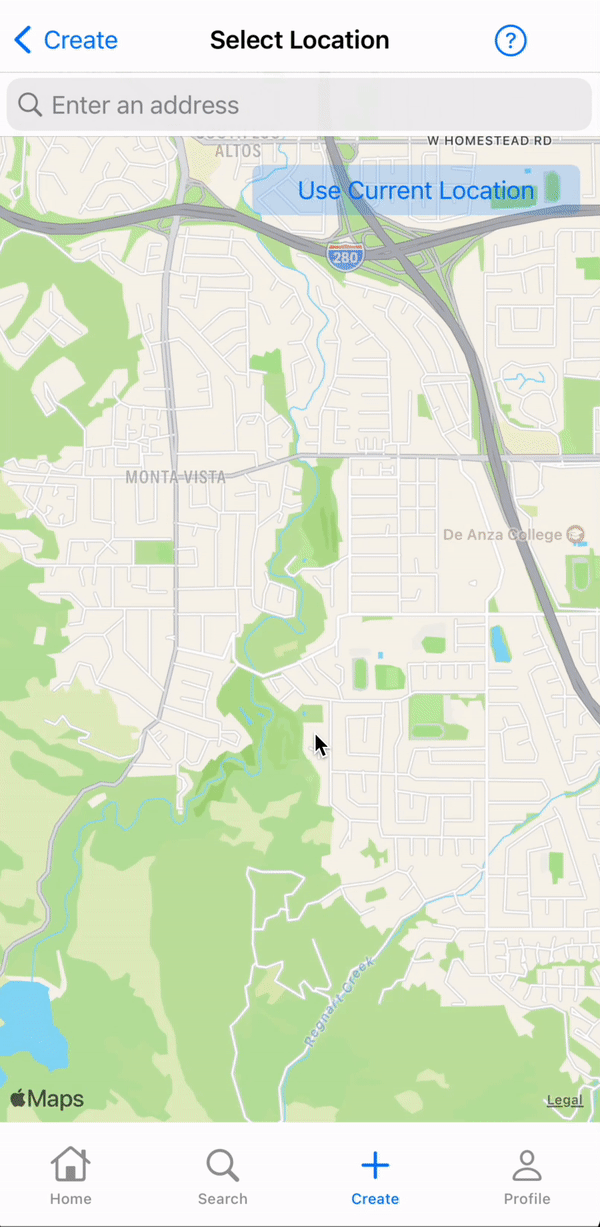 Create
Select Location
?
Enter an address
W HOMESTEAD RD
ALTOS
Use Current Location
280
MONTA VISTA
De Anza College
Regnart Creek
Maps
Legal
Home
Search
Create
Profile